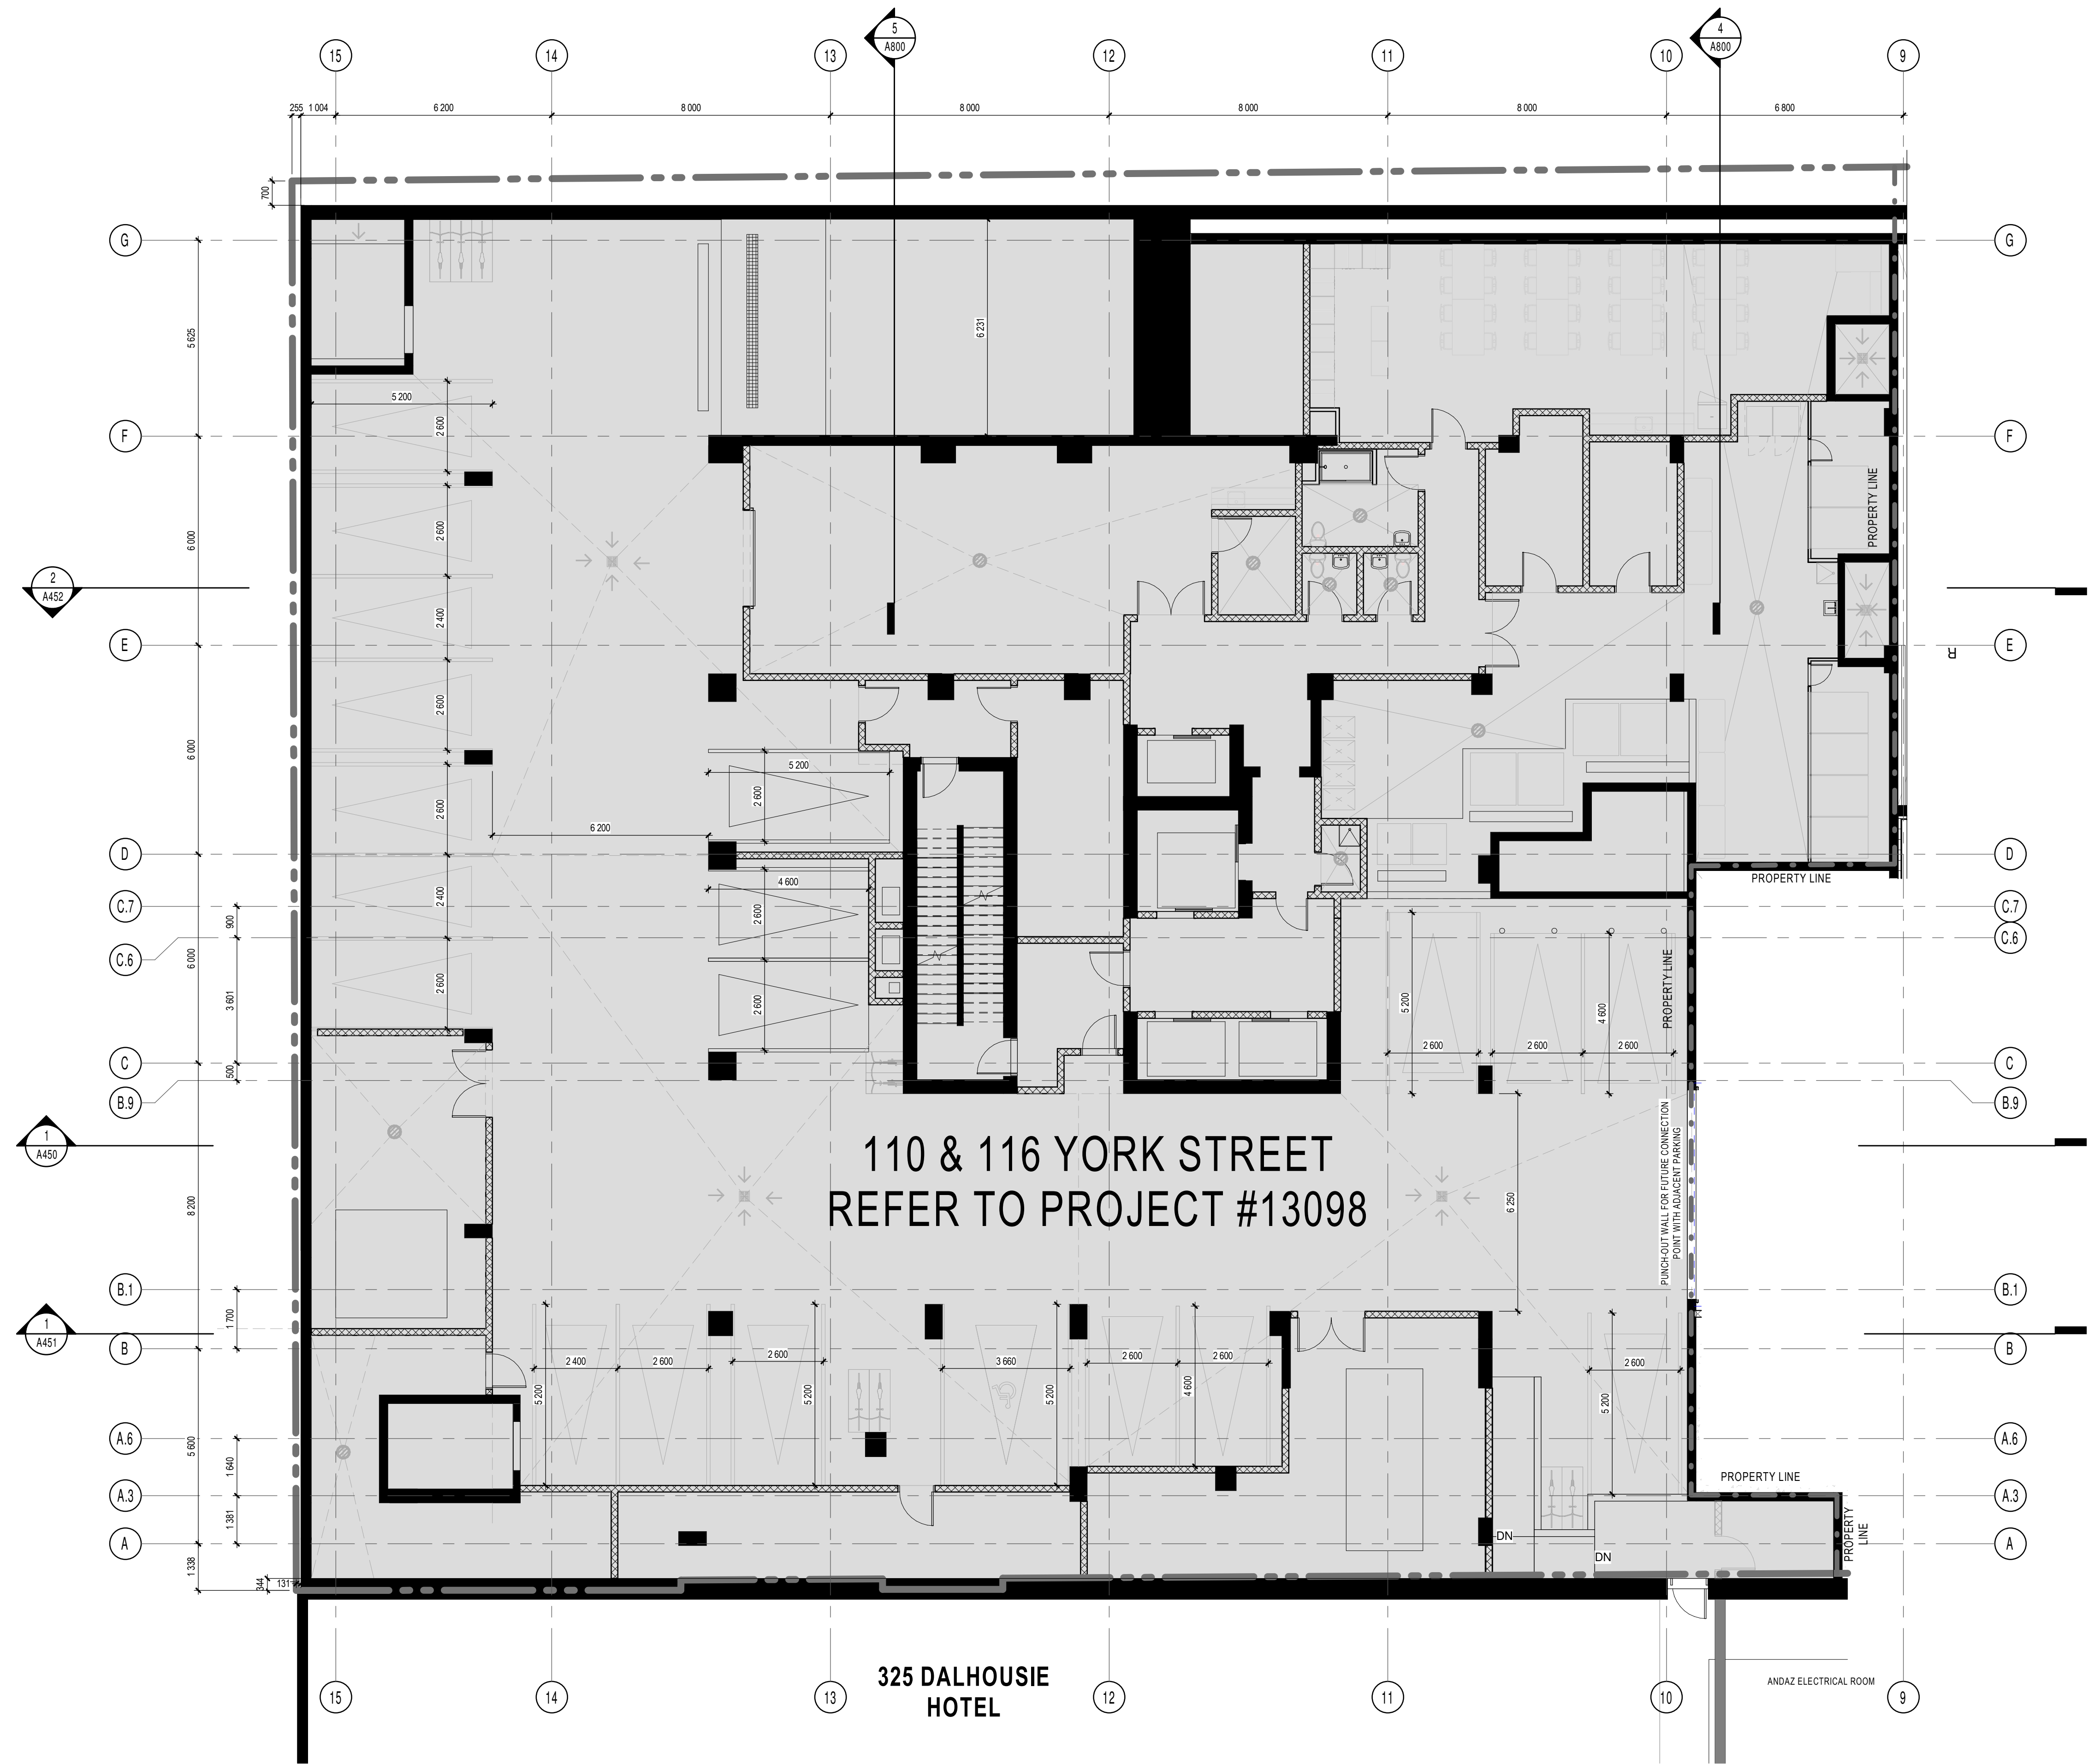 5
A800
4
A800
15
14
13
12
11
10
9
255
1 004
6 200
8 000
8 000
8 000
8 000
6 800
700
G
G
5 625
6 231
5 200
2 600
F
F
PROPERTY LINE
2 600
6 000
2
A452
2 400
E
E
R
2 600
6 000
5 200
2 600
2 600
6 200
D
D
PROPERTY LINE
4 600
2 400
2 600
C.7
C.7
900
C.6
C.6
6 000
PROPERTY LINE
2 600
2 600
3 601
5 200
4 600
2 600
2 600
2 600
C
C
500
B.9
B.9
1
A450
110 & 116 YORK STREET
REFER TO PROJECT #13098
PUNCH-OUT WALL FOR FUTURE CONNECTION
POINT WITH ADJACENT PARKING
6 250
8 200
B.1
B.1
1 700
1
A451
B
B
2 400
2 600
2 600
3 660
2 600
2 600
2 600
5 200
5 200
5 200
4 600
5 200
A.6
A.6
5 600
1 640
PROPERTY LINE
A.3
A.3
1 381
PROPERTY
LINE
A
A
DN
DN
1 338
344
131
325 DALHOUSIE
HOTEL
ANDAZ ELECTRICAL ROOM
15
14
13
12
11
10
9